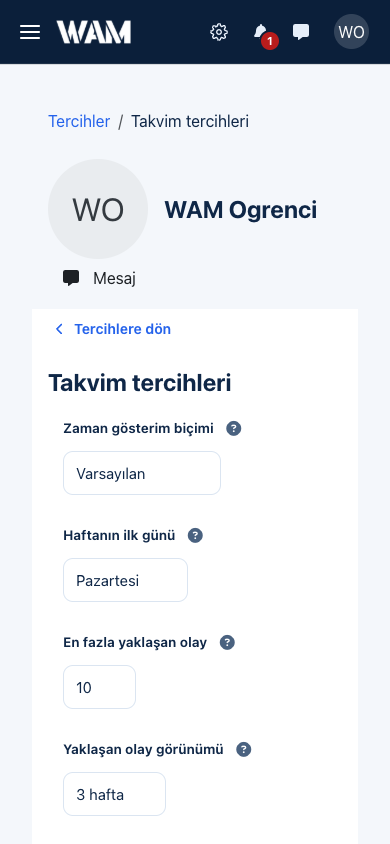 WAM
1
WO
Tercihler / Takvim tercihleri
WO
WAM Ogrenci
Mesaj
Tercihlere dön
Takvim tercihleri
Zaman gösterim biçimi ?
Varsayılan
Haftanın ilk günü ?
Pazartesi
En fazla yaklaşan olay ?
10
Yaklaşan olay görünümü ?
3 hafta